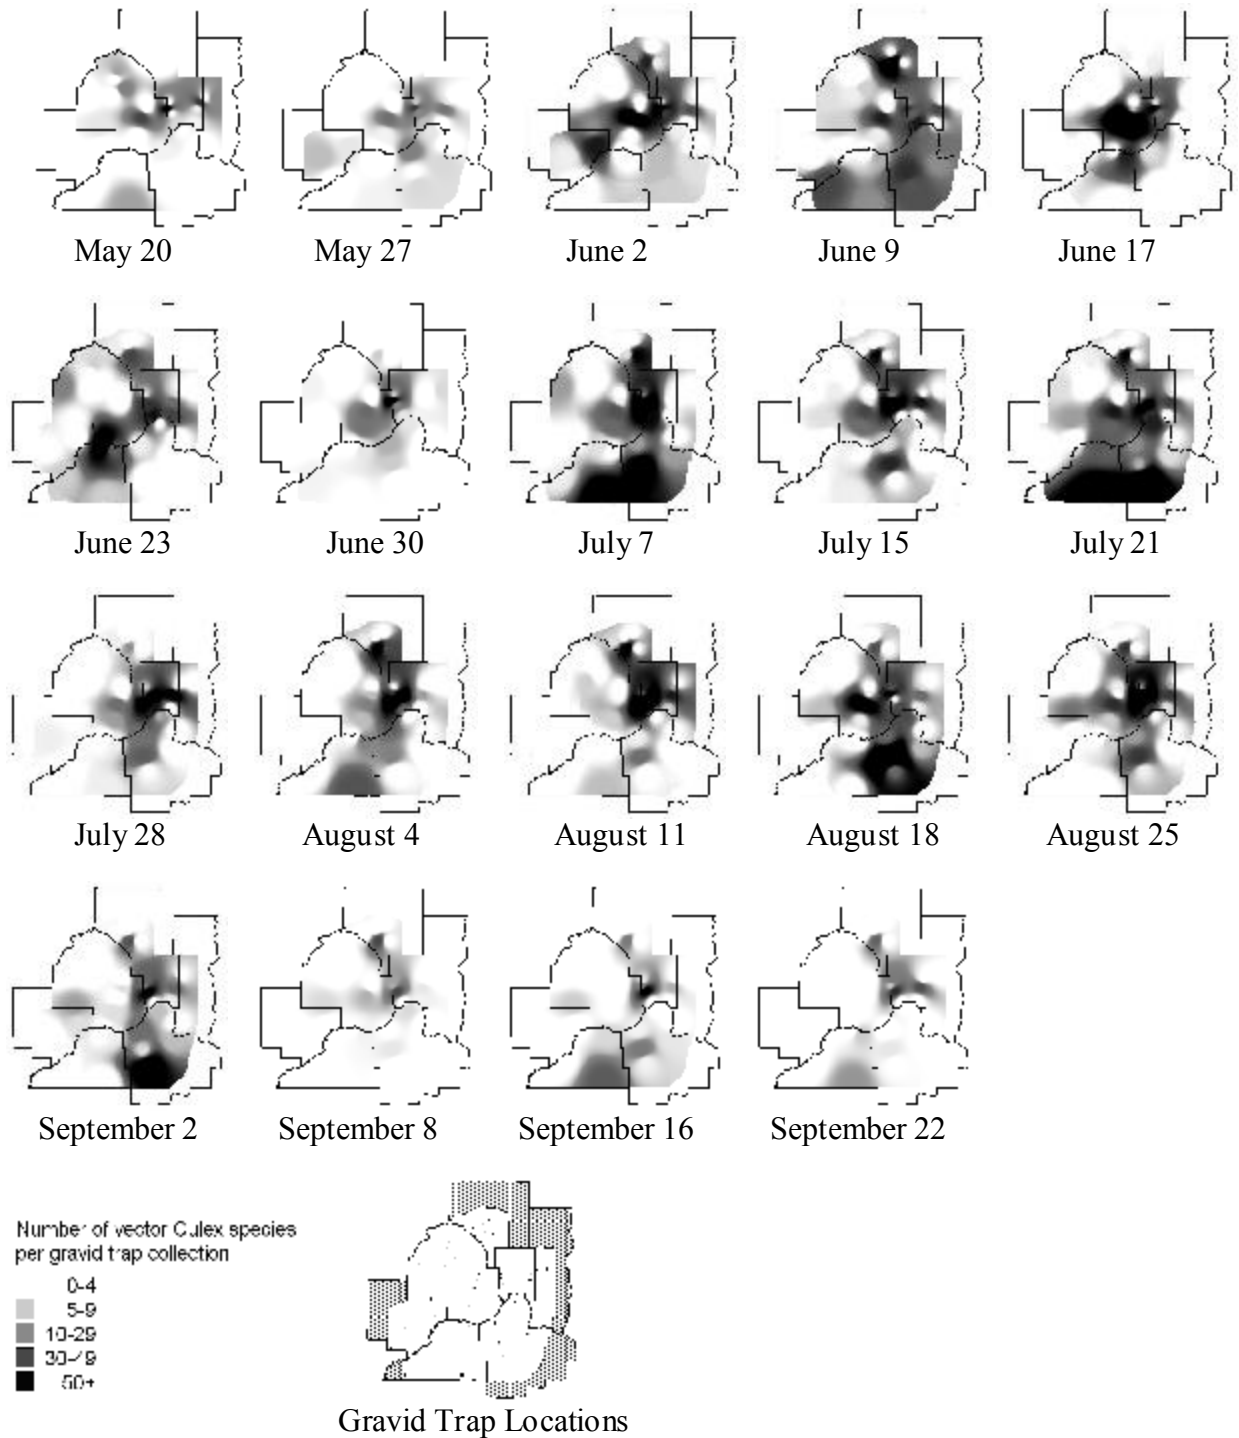 May 20
May 27
June 2
June 9
June 17
June 23
June 30
July 7
July 15
July 21
July 28
August 4
August 11
August 18
August 25
September 2
September 8
September 16
September 22
Number of vector Culex species
per gravid trap collection
0-4
5-9
10-29
30-49
50+
Gravid Trap Locations